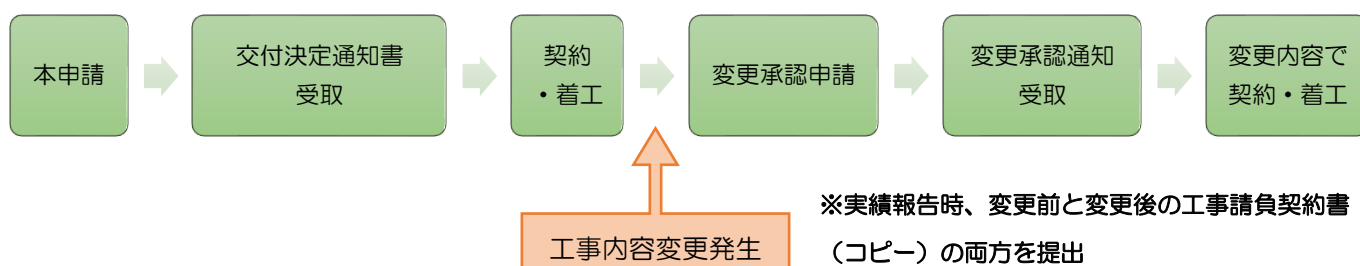 本申請
交付決定通知書
受取
契約
・着工
変更承認申請
変更承認通知
受取
変更内容で
契約・着工
工事内容変更発生
※実績報告時、変更前と変更後の工事請負契約書
（コピー）の両方を提出